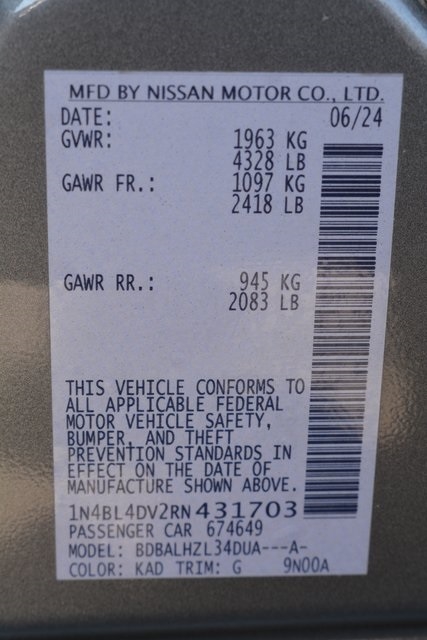 MFD BY NISSAN MOTOR CO., LTD.
DATE: 06/24
GVWR: 1963 KG
4328 LB
GAWR FR.: 1097 KG
2418 LB
GAWR RR.: 945 KG
2083 LB
THIS VEHICLE CONFORMS TO
ALL APPLICABLE FEDERAL
MOTOR VEHICLE SAFETY,
BUMPER, AND THEFT
PREVENTION STANDARDS IN
EFFECT ON THE DATE OF
MANUFACTURE SHOWN ABOVE.
1N4BL4DV2RN431703
PASSENGER CAR 674649
MODEL: BDBALHZL34DUA---A-
COLOR: KAD TRIM: G 9N00A